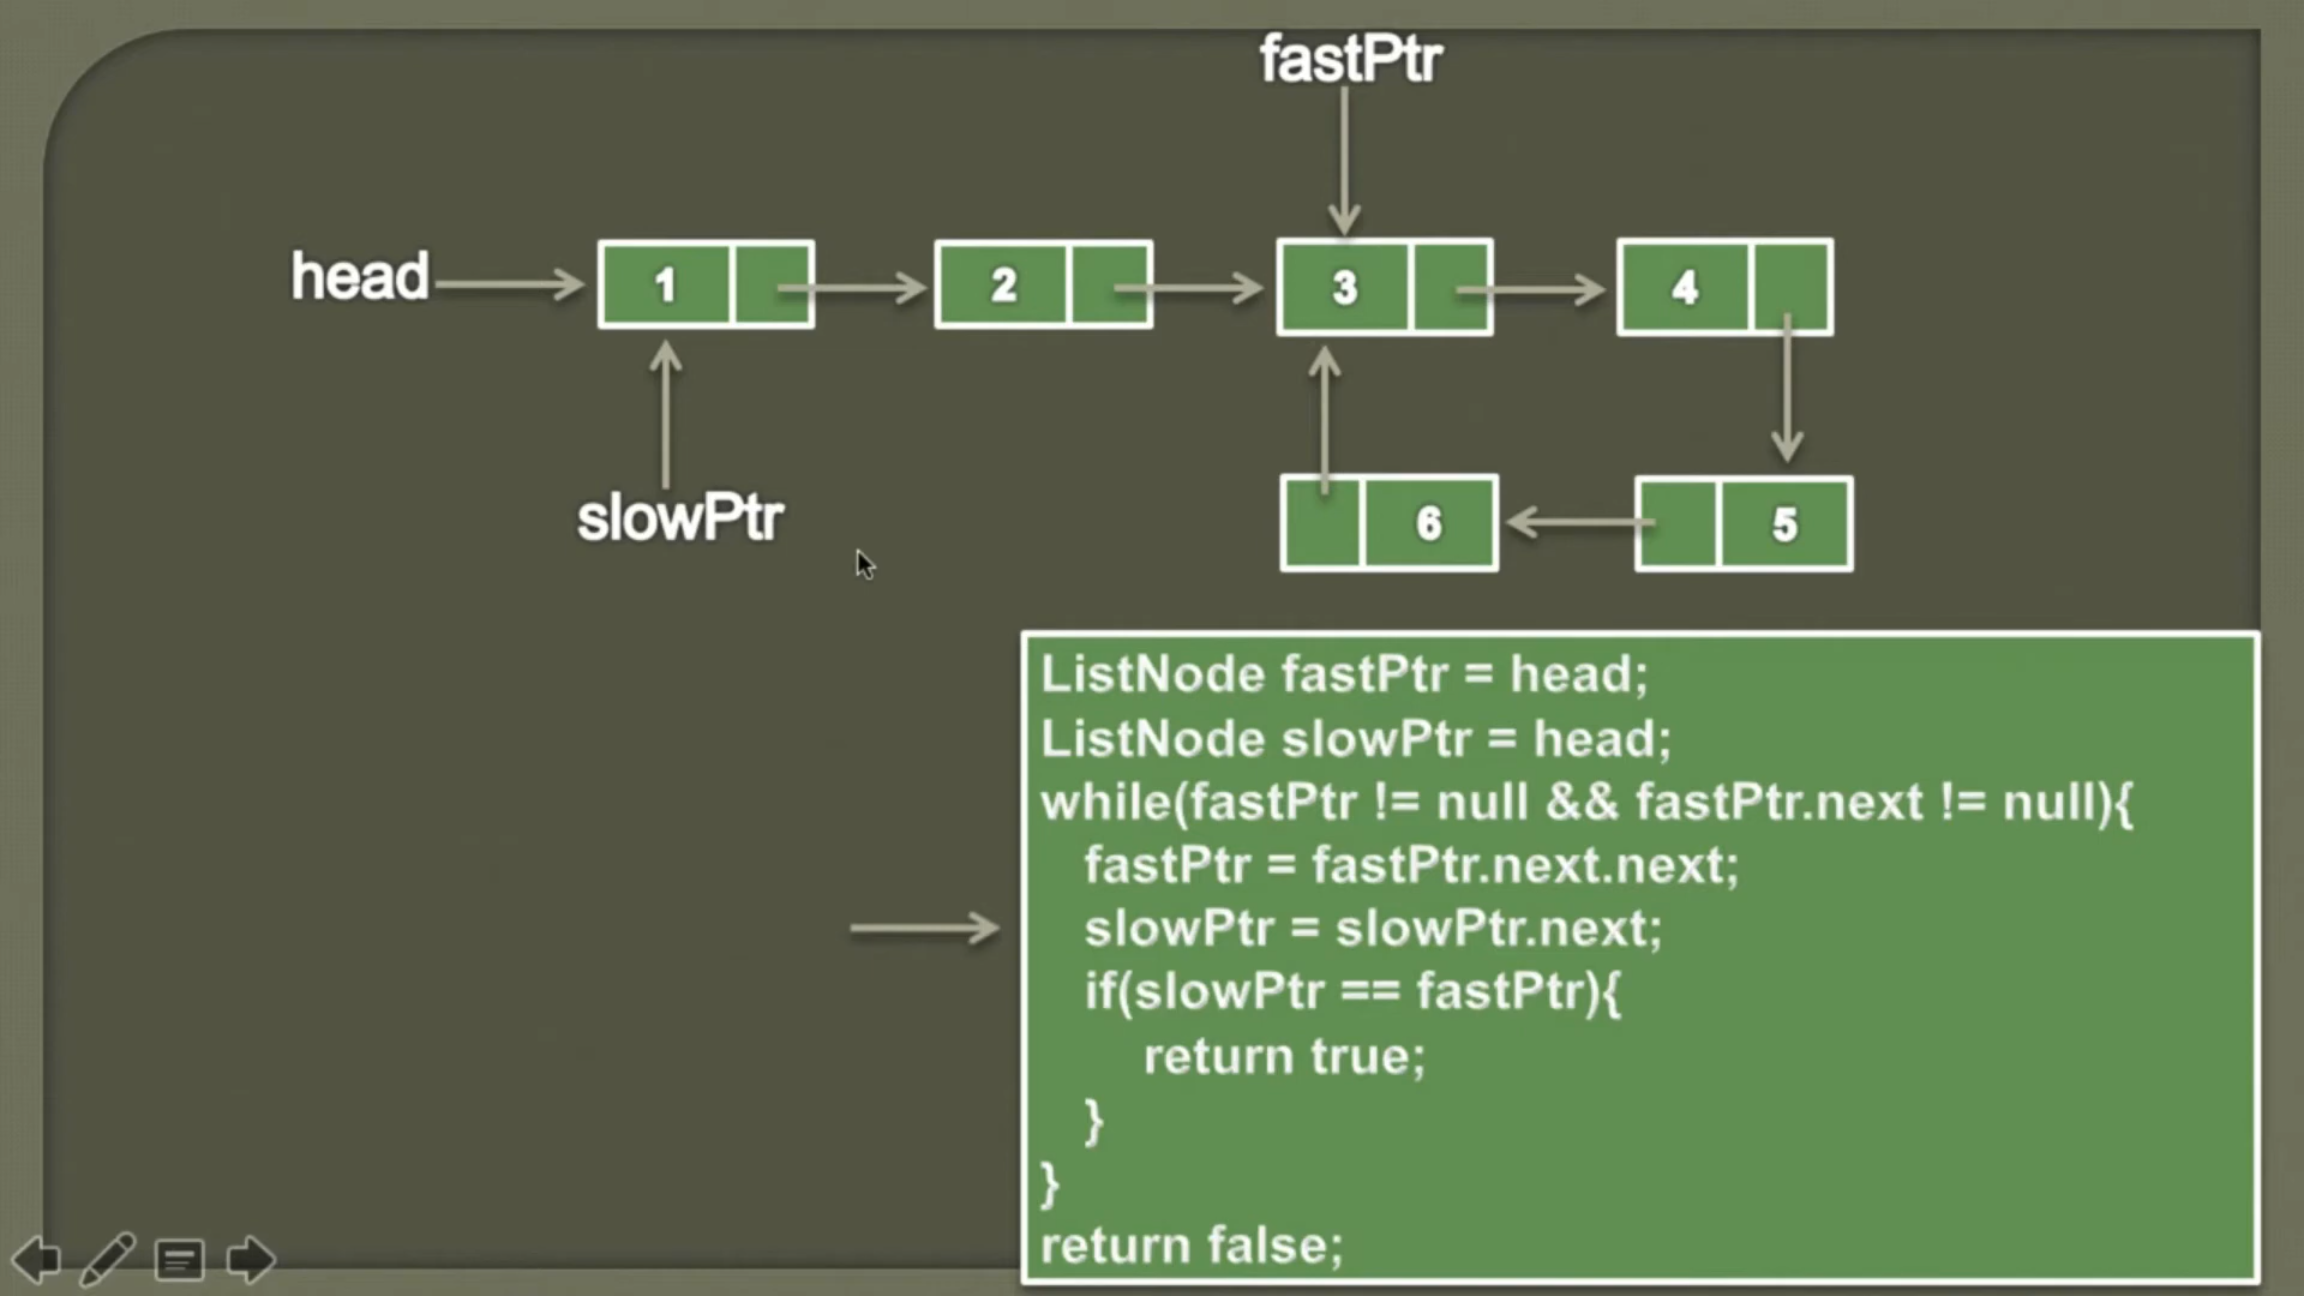 fastPtr
head
1
2
3
4
slowPtr
6
5
ListNode fastPtr = head;
ListNode slowPtr = head;
while(fastPtr != null && fastPtr.next != null){
fastPtr = fastPtr.next.next;
slowPtr = slowPtr.next;
if(slowPtr == fastPtr){
return true;
}
}
return false;